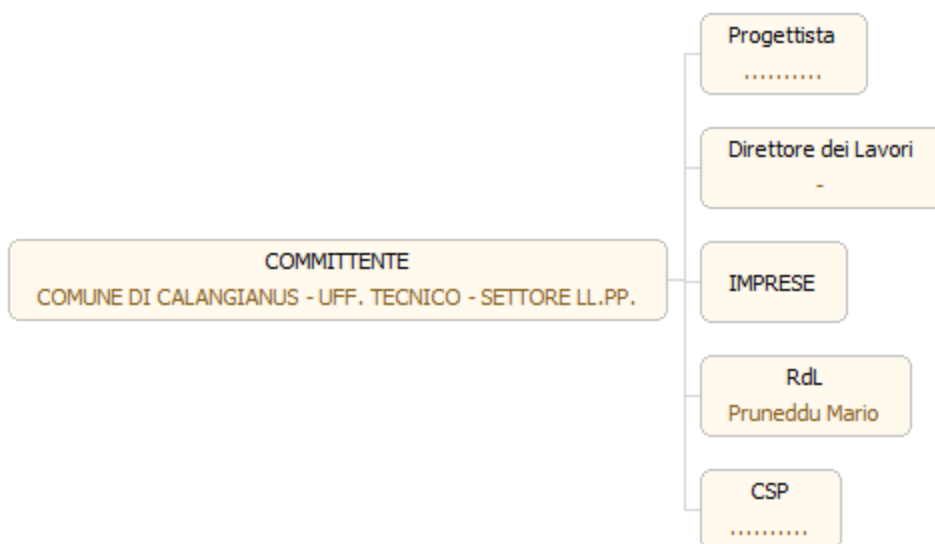 Progettista
..........
Direttore dei Lavori
-
COMMITTENTE
COMUNE DI CALANGIANUS - UFF. TECNICO - SETTORE LL.PP.
IMPRESE
RdL
Pruneddu Mario
CSP
..........